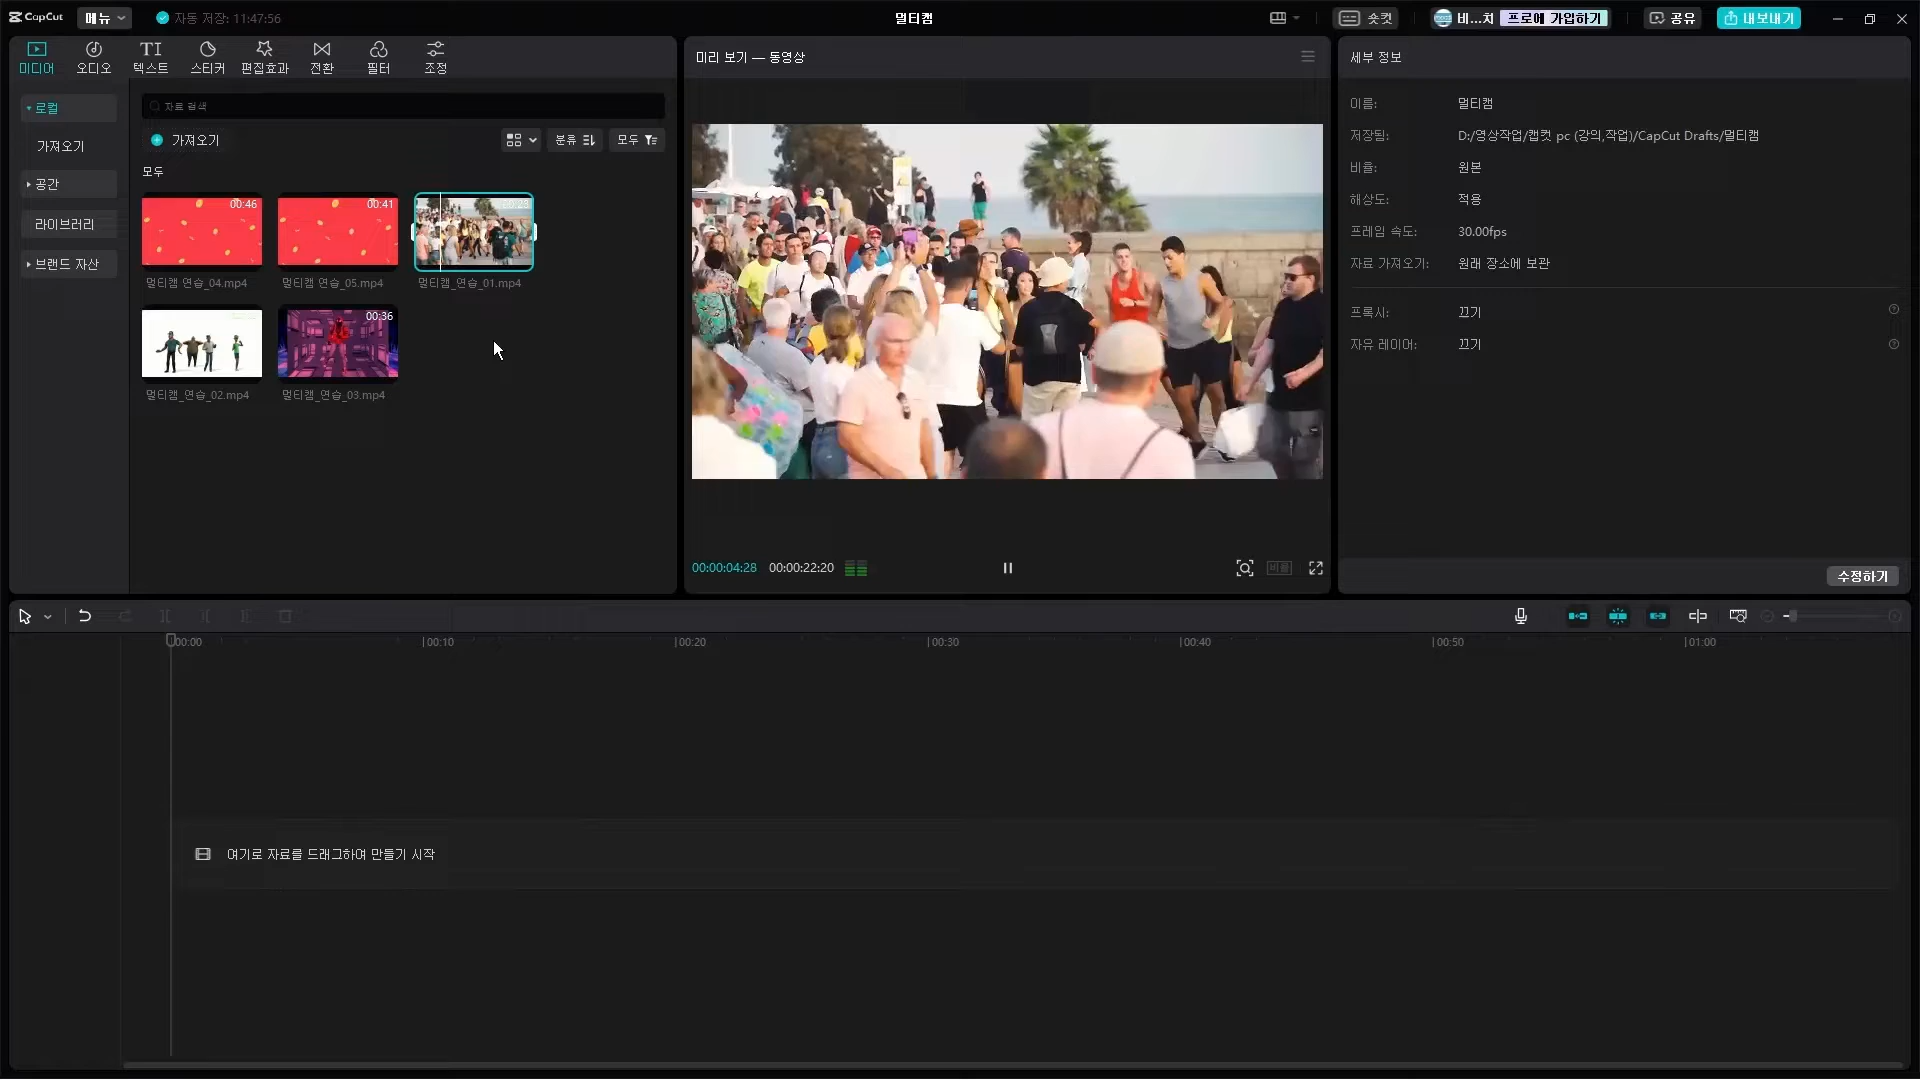 CapCut
메뉴
자동 저장: 11:47:56
멀티캠
숏컷
비...치
프로에 가입하기
공유
내보내기
미디어
오디오
텍스트
스티커
편집효과
전환
필터
조정
로컬
가져오기
공간
라이브러리
브랜드 자산
자료 검색
가져오기
분류
모두
모두
00:46
00:41
00:23
멀티캠 연습_04.mp4
멀티캠 연습_05.mp4
멀티캠_연습_01.mp4
00:36
멀티캠_연습_02.mp4
멀티캠_연습_03.mp4
미리 보기 — 동영상
00:00:04:28
00:00:22:20
비율
세부 정보
이름: 멀티캠
저장됨: D:/영상작업/캡컷 pc (강의,작업)/CapCut Drafts/멀티캠
비율: 원본
해상도: 적용
프레임 속도: 30.00fps
자료 가져오기: 원래 장소에 보관
프록시: 끄기
자유 레이어: 끄기
수정하기
00:00
00:10
00:20
00:30
00:40
00:50
01:00
여기로 자료를 드래그하여 만들기 시작